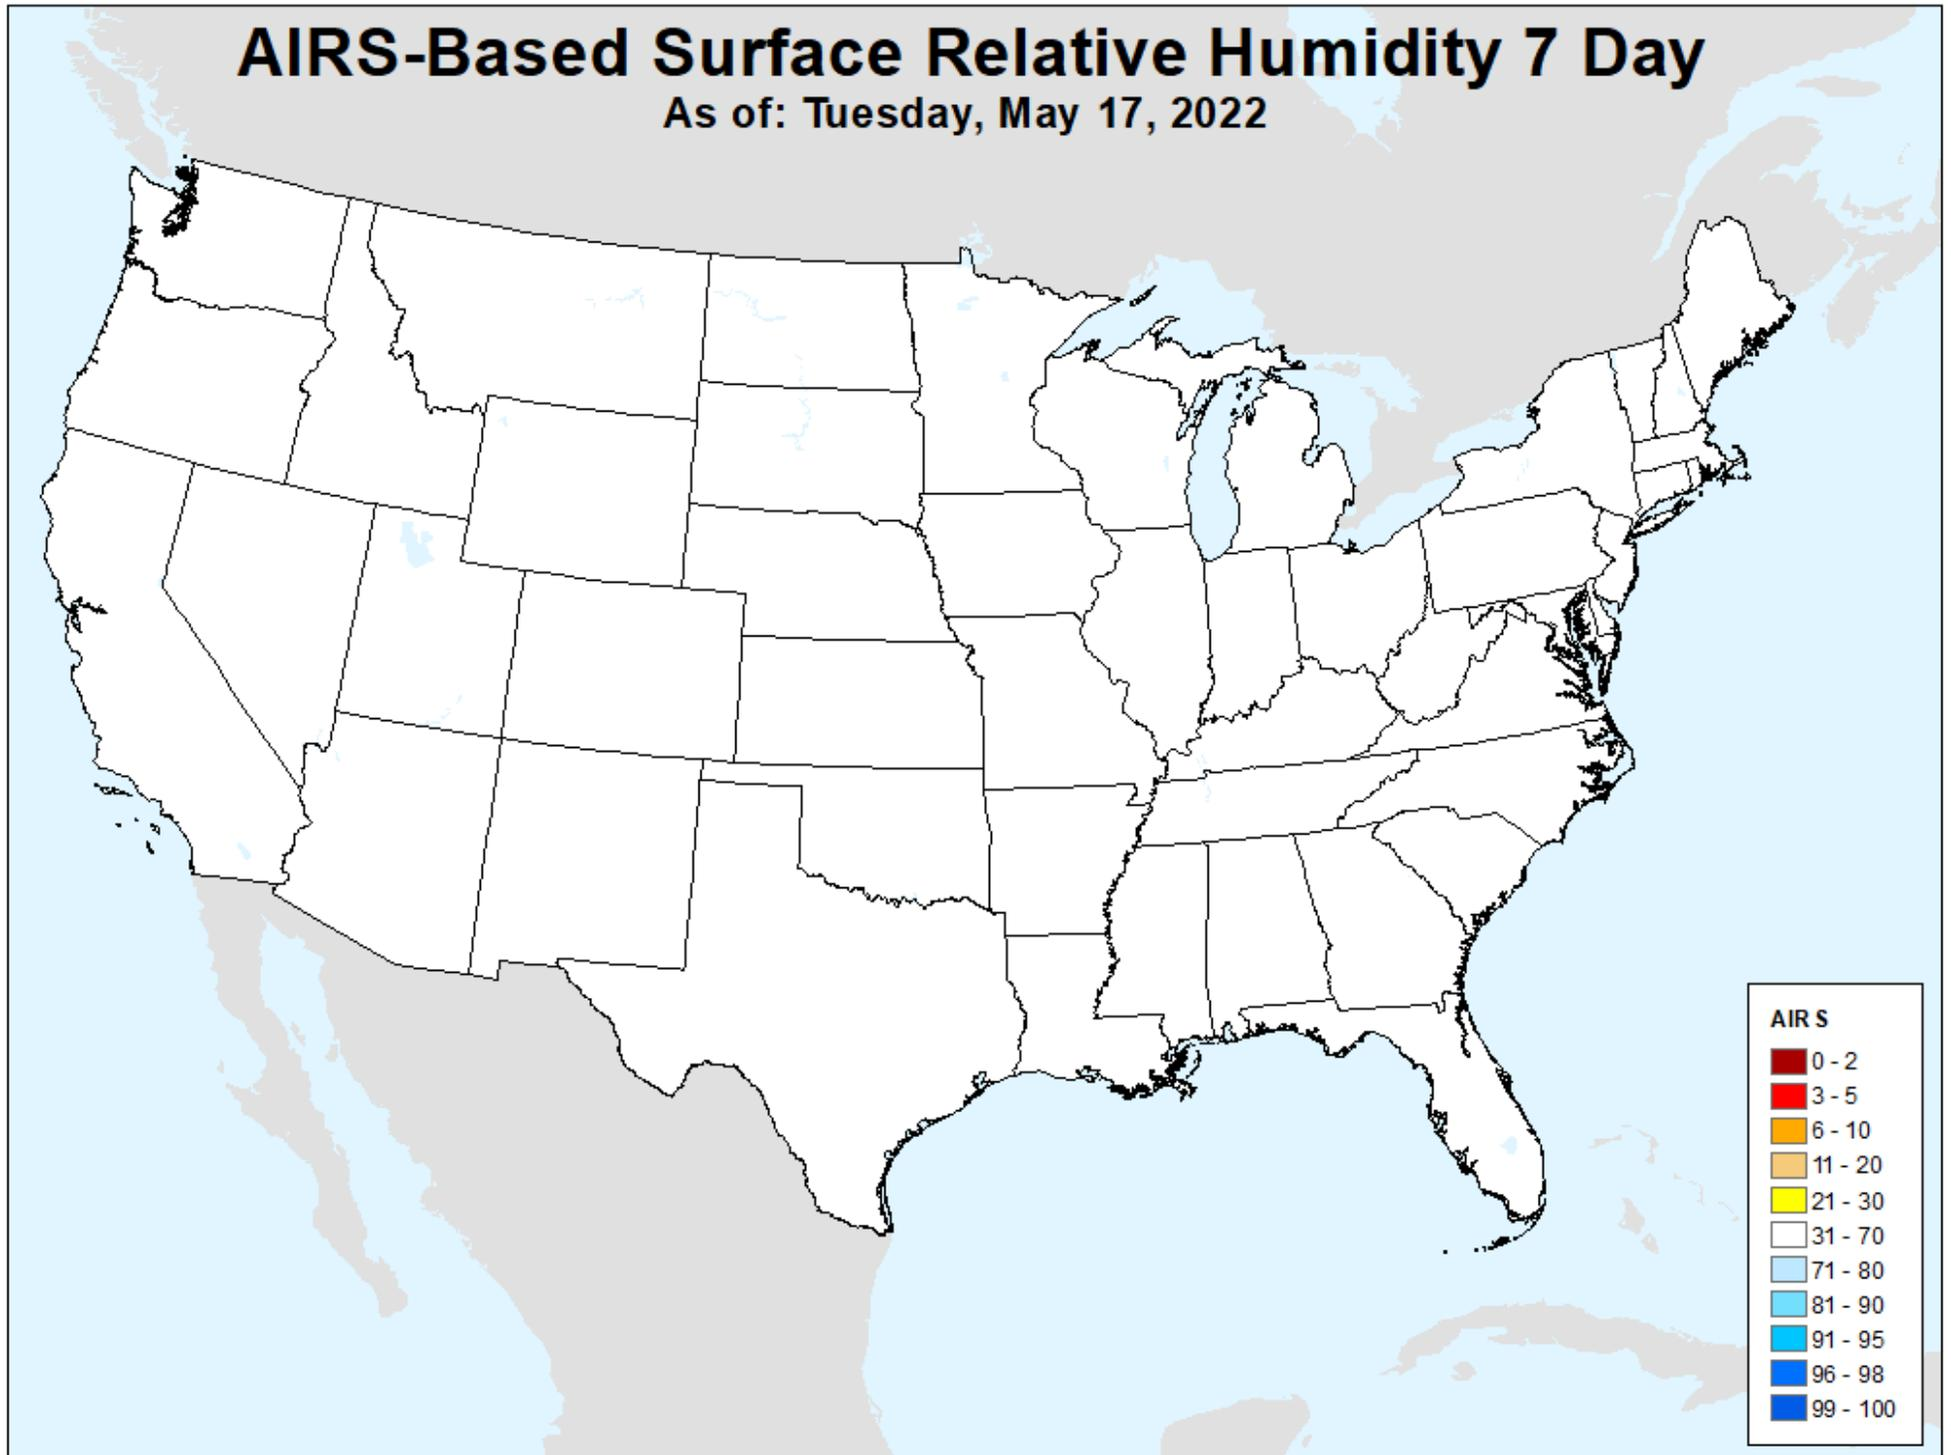 AIRS-Based Surface Relative Humidity 7 Day
As of: Tuesday, May 17, 2022
AIRS
0 - 2
3 - 5
6 - 10
11 - 20
21 - 30
31 - 70
71 - 80
81 - 90
91 - 95
96 - 98
99 - 100